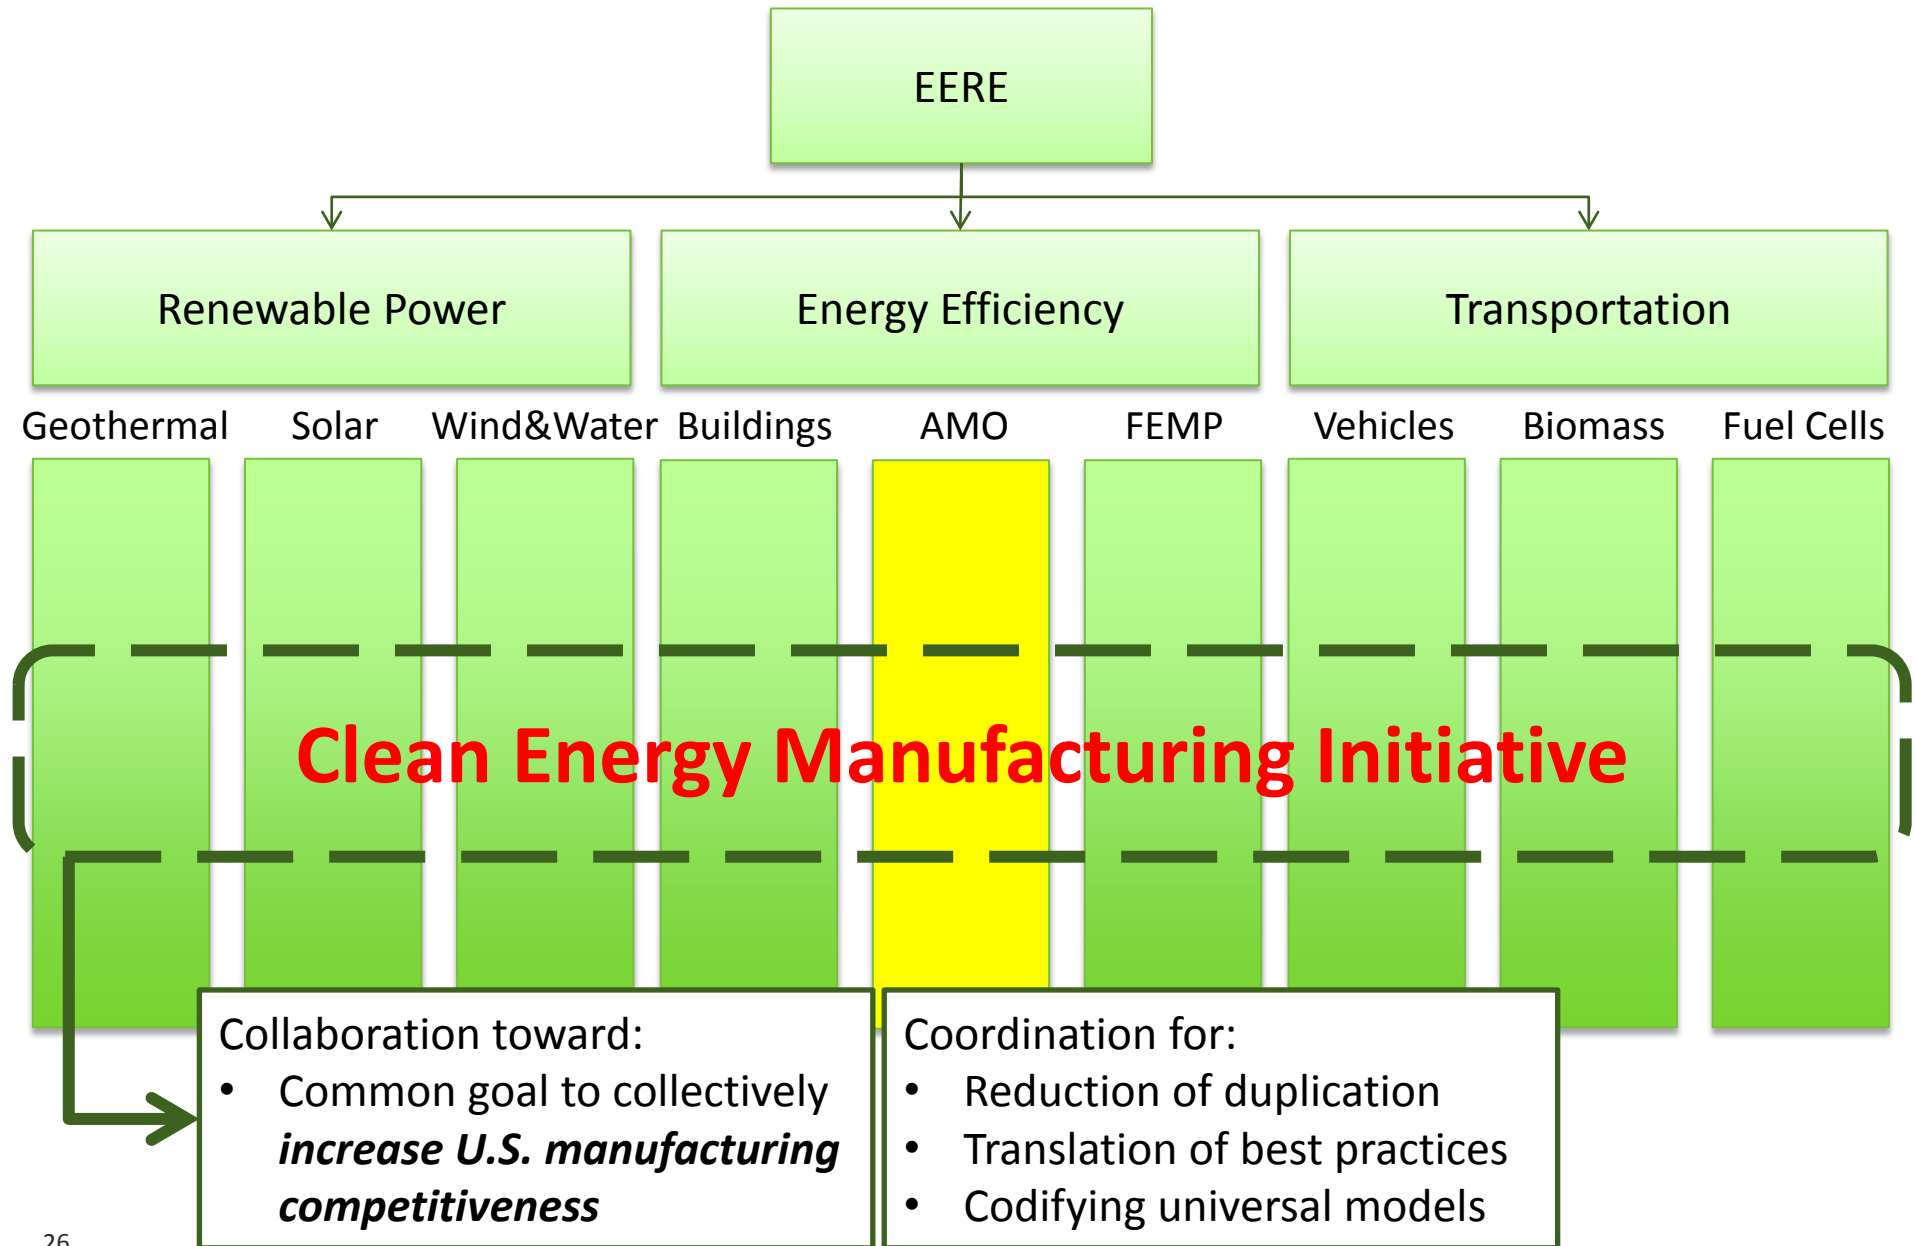 EERE
Renewable Power
Energy Efficiency
Transportation
Geothermal
Solar
Wind&Water
Buildings
AMO
FEMP
Vehicles
Biomass
Fuel Cells
Clean Energy Manufacturing Initiative
Collaboration toward:
• Common goal to collectively
increase U.S. manufacturing
competitiveness
Coordination for:
• Reduction of duplication
• Translation of best practices
• Codifying universal models
26